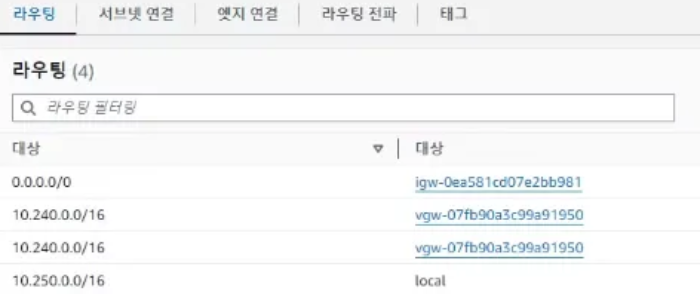 라우팅 서브넷 연결 엣지 연결 라우팅 전파 태그
라우팅 (4)
라우팅 필터링
대상 대상
0.0.0.0/0 igw-0ea581cd07e2bb981
10.240.0.0/16 vgw-07fb90a3c99a91950
10.240.0.0/16 vgw-07fb90a3c99a91950
10.250.0.0/16 local